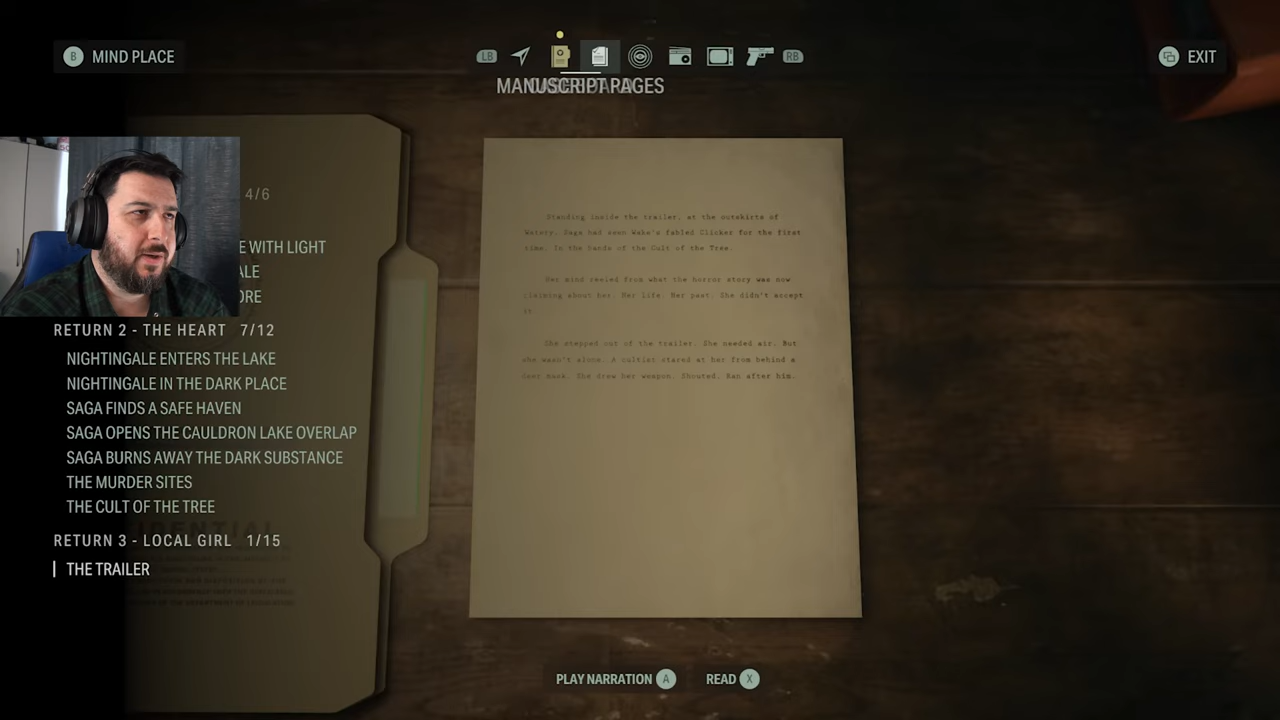 B MIND PLACE
LB
RB
EXIT
MANUSCRIPT PAGES
4/6
E WITH LIGHT
ALE
ORE
RETURN 2 - THE HEART 7/12
NIGHTINGALE ENTERS THE LAKE
NIGHTINGALE IN THE DARK PLACE
SAGA FINDS A SAFE HAVEN
SAGA OPENS THE CAULDRON LAKE OVERLAP
SAGA BURNS AWAY THE DARK SUBSTANCE
THE MURDER SITES
THE CULT OF THE TREE
RETURN 3 - LOCAL GIRL 1/15
THE TRAILER
Standing inside the trailer, at the outskirts of
Watery, Saga had seen Wake's fabled Clicker for the first
time. In the hands of the Cult of the Tree.
Her mind reeled from what the horror story was now
claiming about her. Her life. Her past. She didn't accept
it.
She stepped out of the trailer. She needed air. But
she wasn't alone. A cultist stared at her from behind a
deer mask. She drew her weapon. Shouted. Ran after him.
PLAY NARRATION A
READ X